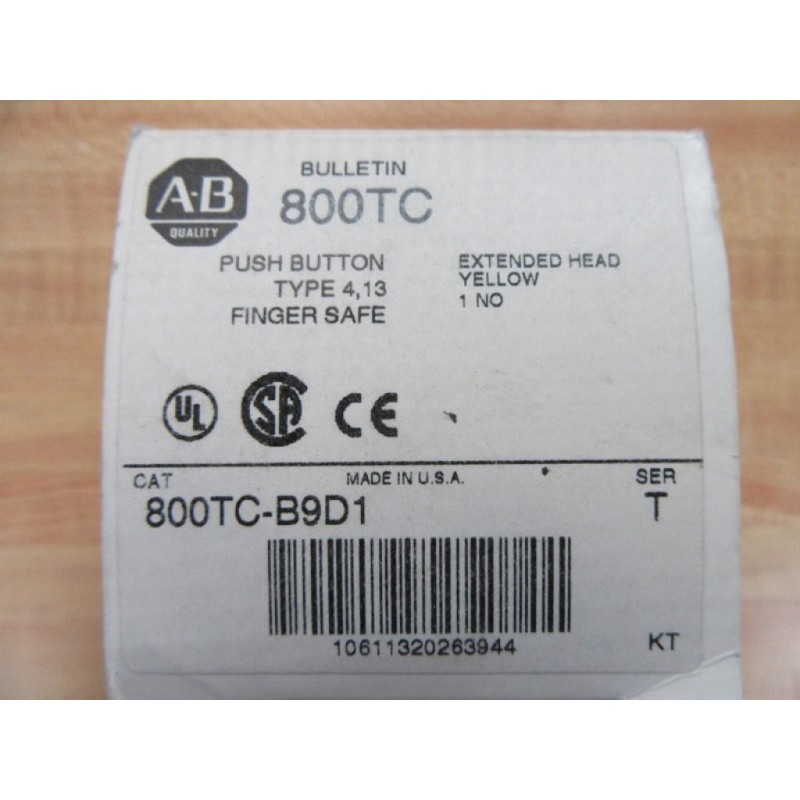 A-B
QUALITY
BULLETIN
800TC
PUSH BUTTON
TYPE 4,13
FINGER SAFE
EXTENDED HEAD
YELLOW
1 NO
UL
SA
CE
CAT
MADE IN U.S.A.
SER
800TC-B9D1
T
10611320263944
KT